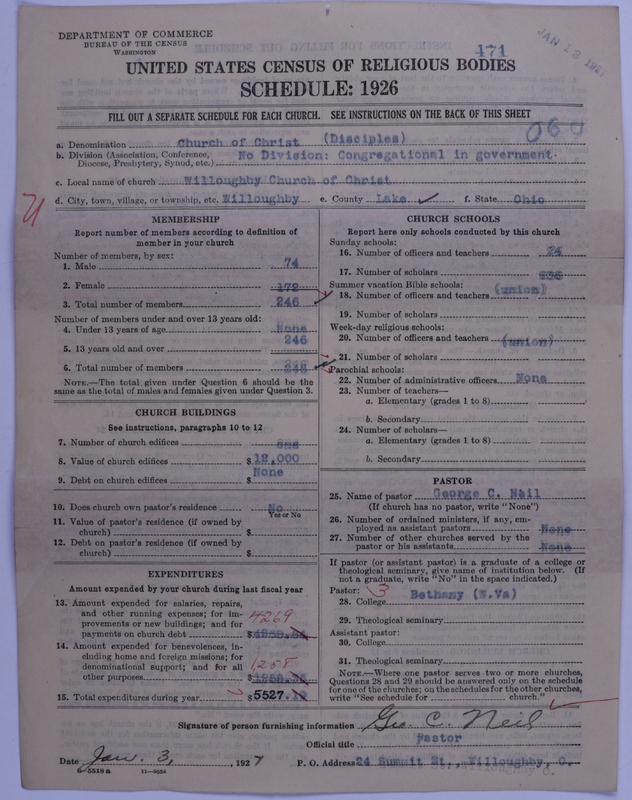 DEPARTMENT OF COMMERCE
BUREAU OF THE CENSUS
WASHINGTON
471
JAN 13 192
UNITED STATES CENSUS OF RELIGIOUS BODIES
SCHEDULE: 1926
FILL OUT A SEPARATE SCHEDULE FOR EACH CHURCH. SEE INSTRUCTIONS ON THE BACK OF THIS SHEET
060
a. Denomination Church of Christ (Disciples)
b. Division (Association, Conference, Diocese, Presbytery, Synod, etc.) No Division: Congregational in government.
c. Local name of church Willoughby Church of Christ
d. City, town, village, or township, etc. Willoughby e. County Lake f. State Ohio
MEMBERSHIP
Report number of members according to definition of
member in your church
Number of members, by sex:
1. Male 74
2. Female 172
3. Total number of members 246
Number of members under and over 13 years old:
4. Under 13 years of age None
246
5. 13 years old and over
6. Total number of members 246
NOTE.—The total given under Question 6 should be
same as the total of males and females given under Question 3.
CHURCH BUILDINGS
See instructions, paragraphs 10 to 12
7. Number of church edifices one
8. Value of church edifices $ 12,000
9. Debt on church edifices $ None
10. Does church own pastor's residence No
Yes or No
11. Value of pastor's residence (if owned by
church) $
12. Debt on pastor's residence (if owned by
church) $
EXPENDITURES
Amount expended by your church during last fiscal year
13. Amount expended for salaries, repairs,
and other running expenses; for im-
provements or new buildings; and for
payments on church debt $ 4269
14. Amount expended for benevolences, in-
cluding home and foreign missions; for
denominational support; and for all
other purposes $ 1258
15. Total expenditures during year $ 5527
CHURCH SCHOOLS
Report here only schools conducted by this church
Sunday schools:
16. Number of officers and teachers 24
17. Number of scholars
Summer vacation Bible schools: (union)
18. Number of officers and teachers
19. Number of scholars
Week-day religious schools:
20. Number of officers and teachers (union)
21. Number of scholars
Parochial schools:
22. Number of administrative officers None
23. Number of teachers—
a. Elementary (grades 1 to 8)
b. Secondary
24. Number of scholars—
a. Elementary (grades 1 to 8)
b. Secondary
PASTOR
25. Name of pastor George C. Neil
(If church has no pastor, write "None")
26. Number of ordained ministers, if any, em-
ployed as assistant pastors None
27. Number of other churches served by the
pastor or his assistants None
If pastor (or assistant pastor) is a graduate of a college or
theological seminary, give name of institution below. (If
not a graduate, write "No" in the space indicated.)
Pastor: 3
28. College Bethany (W.Va)
29. Theological seminary
Assistant pastor:
30. College
31. Theological seminary
NOTE.—Where one pastor serves two or more churches,
Questions 28 and 29 should be answered only on the schedule
for one of the churches; on the schedules for the other churches,
write "See schedule for church."
Signature of person furnishing information Geo. C. Neil
Official title Pastor
Date Jan. 3, 1927 P. O. Address 24 Summit St., Willoughby, O.
5518a 11—9034